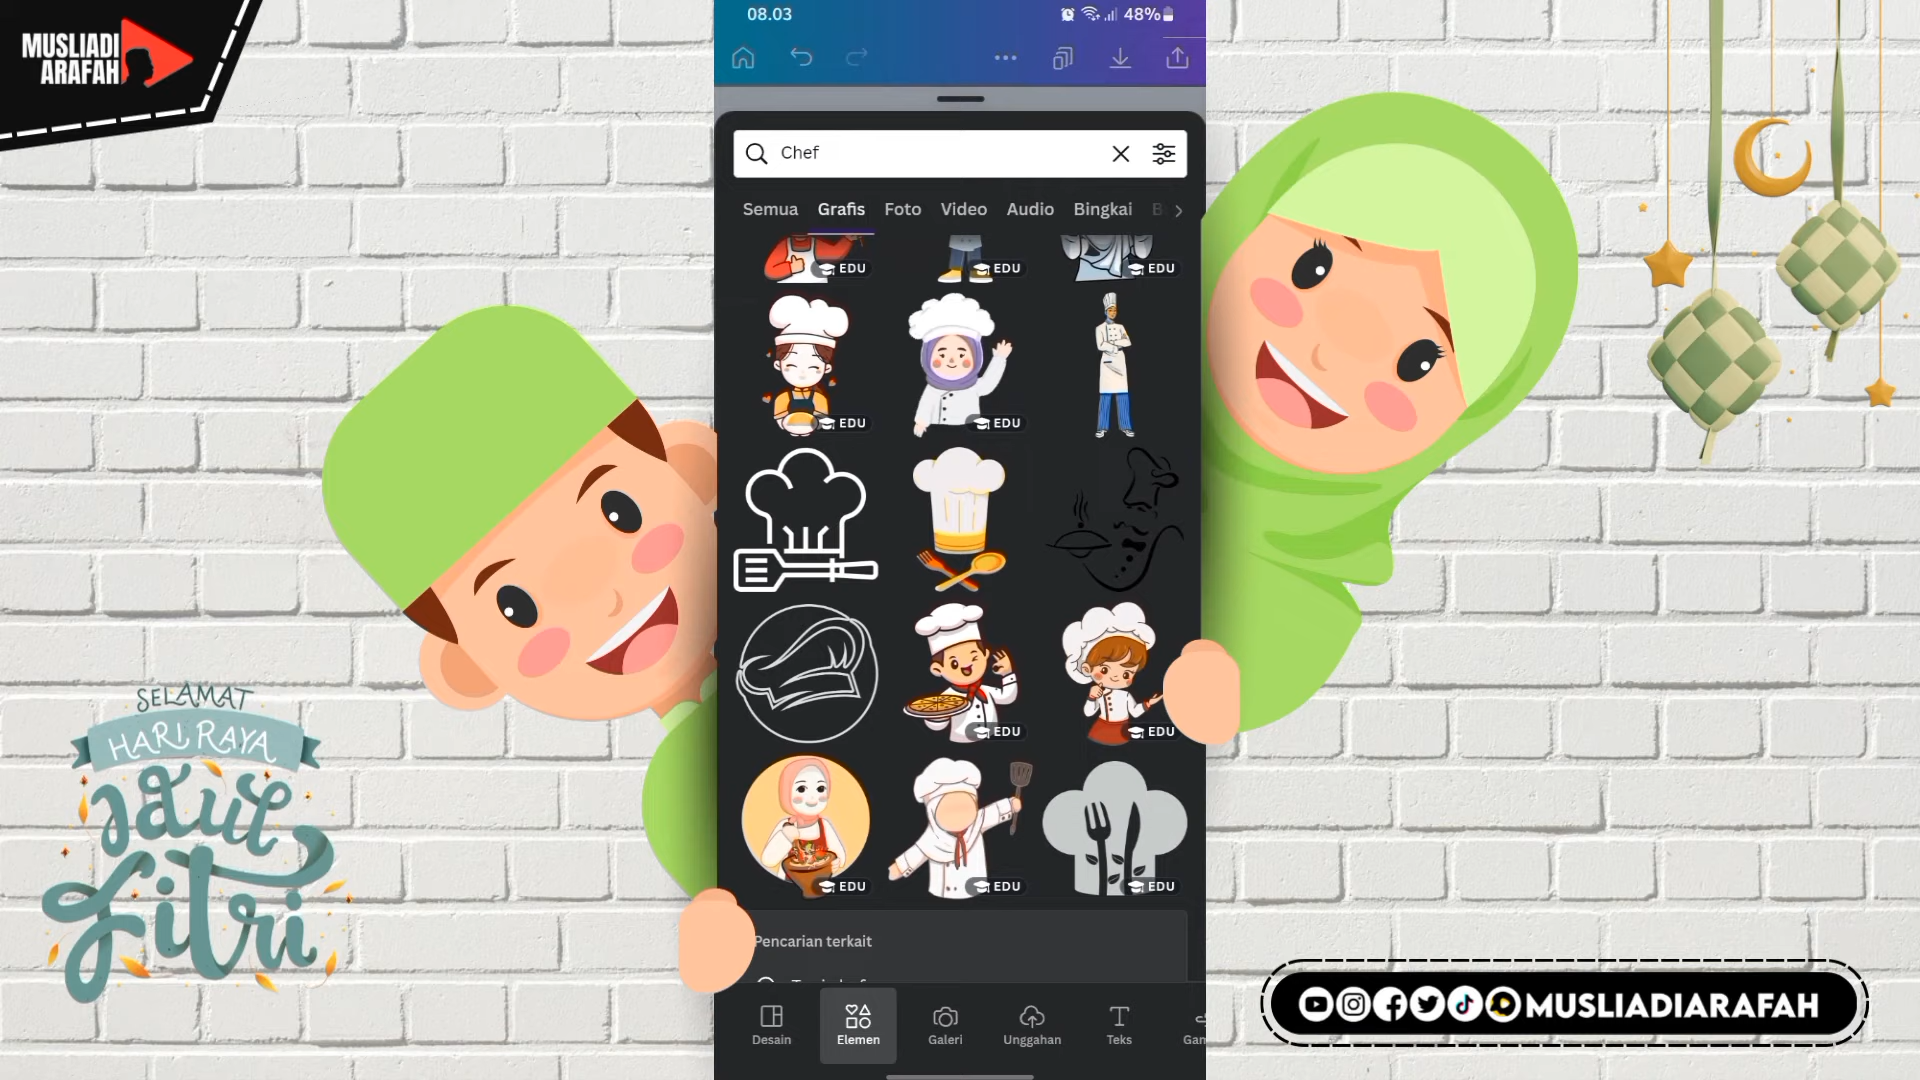 MUSLIADI
ARAFAH
08.03
48%
Chef
Semua Grafis Foto Video Audio Bingkai
EDU EDU EDU
EDU EDU
EDU EDU
EDU EDU EDU
Pencarian terkait
Desain Elemen Galeri Unggahan Teks
SELAMAT
HARI RAYA
Idul
Fitri
MUSLIADIARAFAH